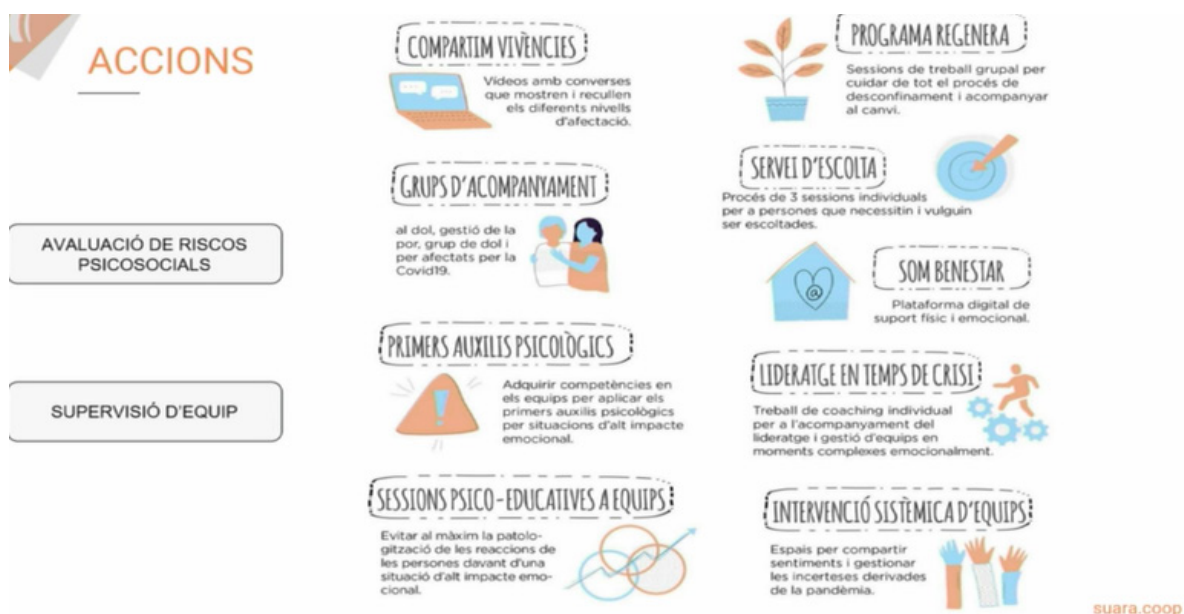 ACCIONS
AVALUACIÓ DE RISCOS
PSICOSOCIALS
SUPERVISIÓ D'EQUIP
COMPARTIM VIVÈNCIES
Vídeos amb converses
que mostren i recullen
els diferents nivells
d'afectació.
GRUPS D'ACOMPANYAMENT
al dol, gestió de la
por, grup de dol i
per afectats per la
Covid19.
PRIMERS AUXILIS PSICOLÒGICS
Adquirir competències en
els equips per aplicar els
primers auxilis psicològics
per situacions d'alt impacte
emocional.
SESSIONS PSICO-EDUCATIVES A EQUIPS
Evitar al màxim la patolo-
gització de les reaccions de
les persones davant d'una
situació d'alt impacte emo-
cional.
PROGRAMA REGENERA
Sessions de treball grupal per
cuidar de tot el procés de
desconfinament i acompanyar
al canvi.
SERVEI D'ESCOLTA
Procés de 3 sessions individuals
per a persones que necessitin i vulguin
ser escoltades.
@
SOM BENESTAR
Plataforma digital de
suport físic i emocional.
LIDERATGE EN TEMPS DE CRISI
Treball de coaching individual
per a l'acompanyament del
lideratge i gestió d'equips en
moments complexes emocionalment.
INTERVENCIÓ SISTÈMICA D'EQUIPS
Espais per compartir
sentiments i gestionar
les incerteses derivades
de la pandèmia.
suara.coop